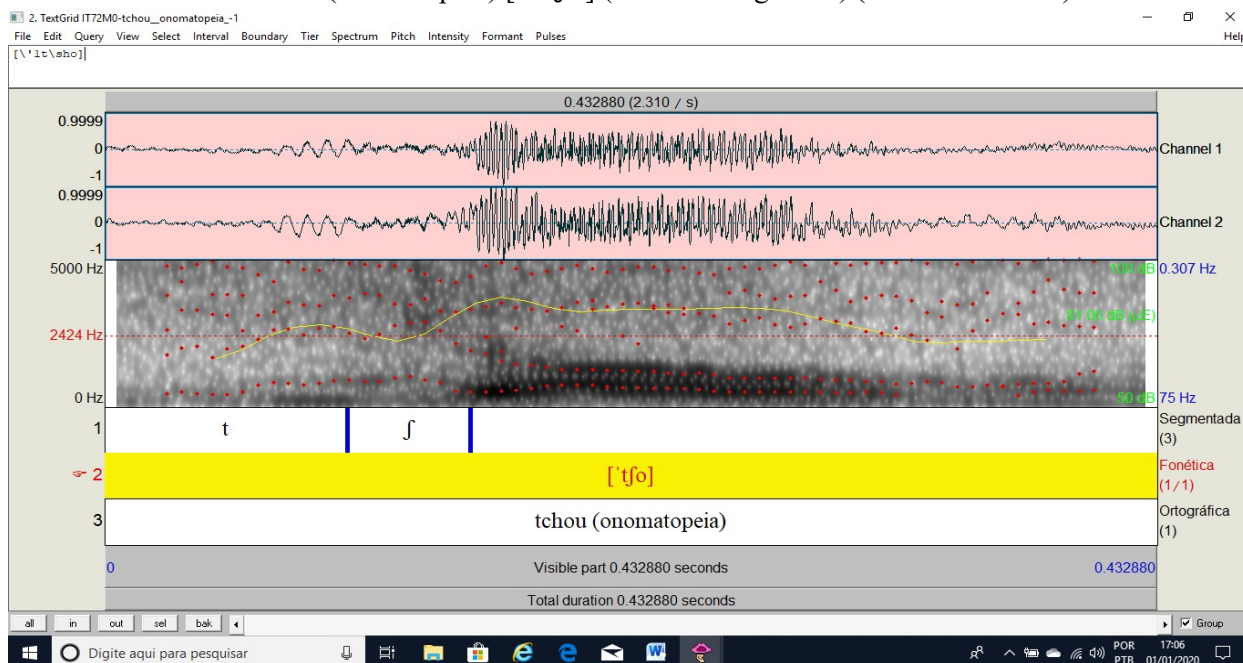 2. TextGrid IT72M0-tchou__onomatopeia_-1
File Edit Query View Select Interval Boundary Tier Spectrum Pitch Intensity Formant Pulses Help
[\'1t\sho]
0.432880 (2.310 / s)
0.9999
0
-1
Channel 1
0.9999
0
-1
Channel 2
5000 Hz
100 dB
0.307 Hz
2424 Hz
81.06 dB (µE)
0 Hz
50 dB
75 Hz
1 t ʃ Segmentada (3)
2 [ˈtʃo] Fonética (1/1)
3 tchou (onomatopeia) Ortográfica (1)
0 Visible part 0.432880 seconds 0.432880
Total duration 0.432880 seconds
all in out sel bak Group
Digite aqui para pesquisar
POR 17:06
PTB 01/01/2020